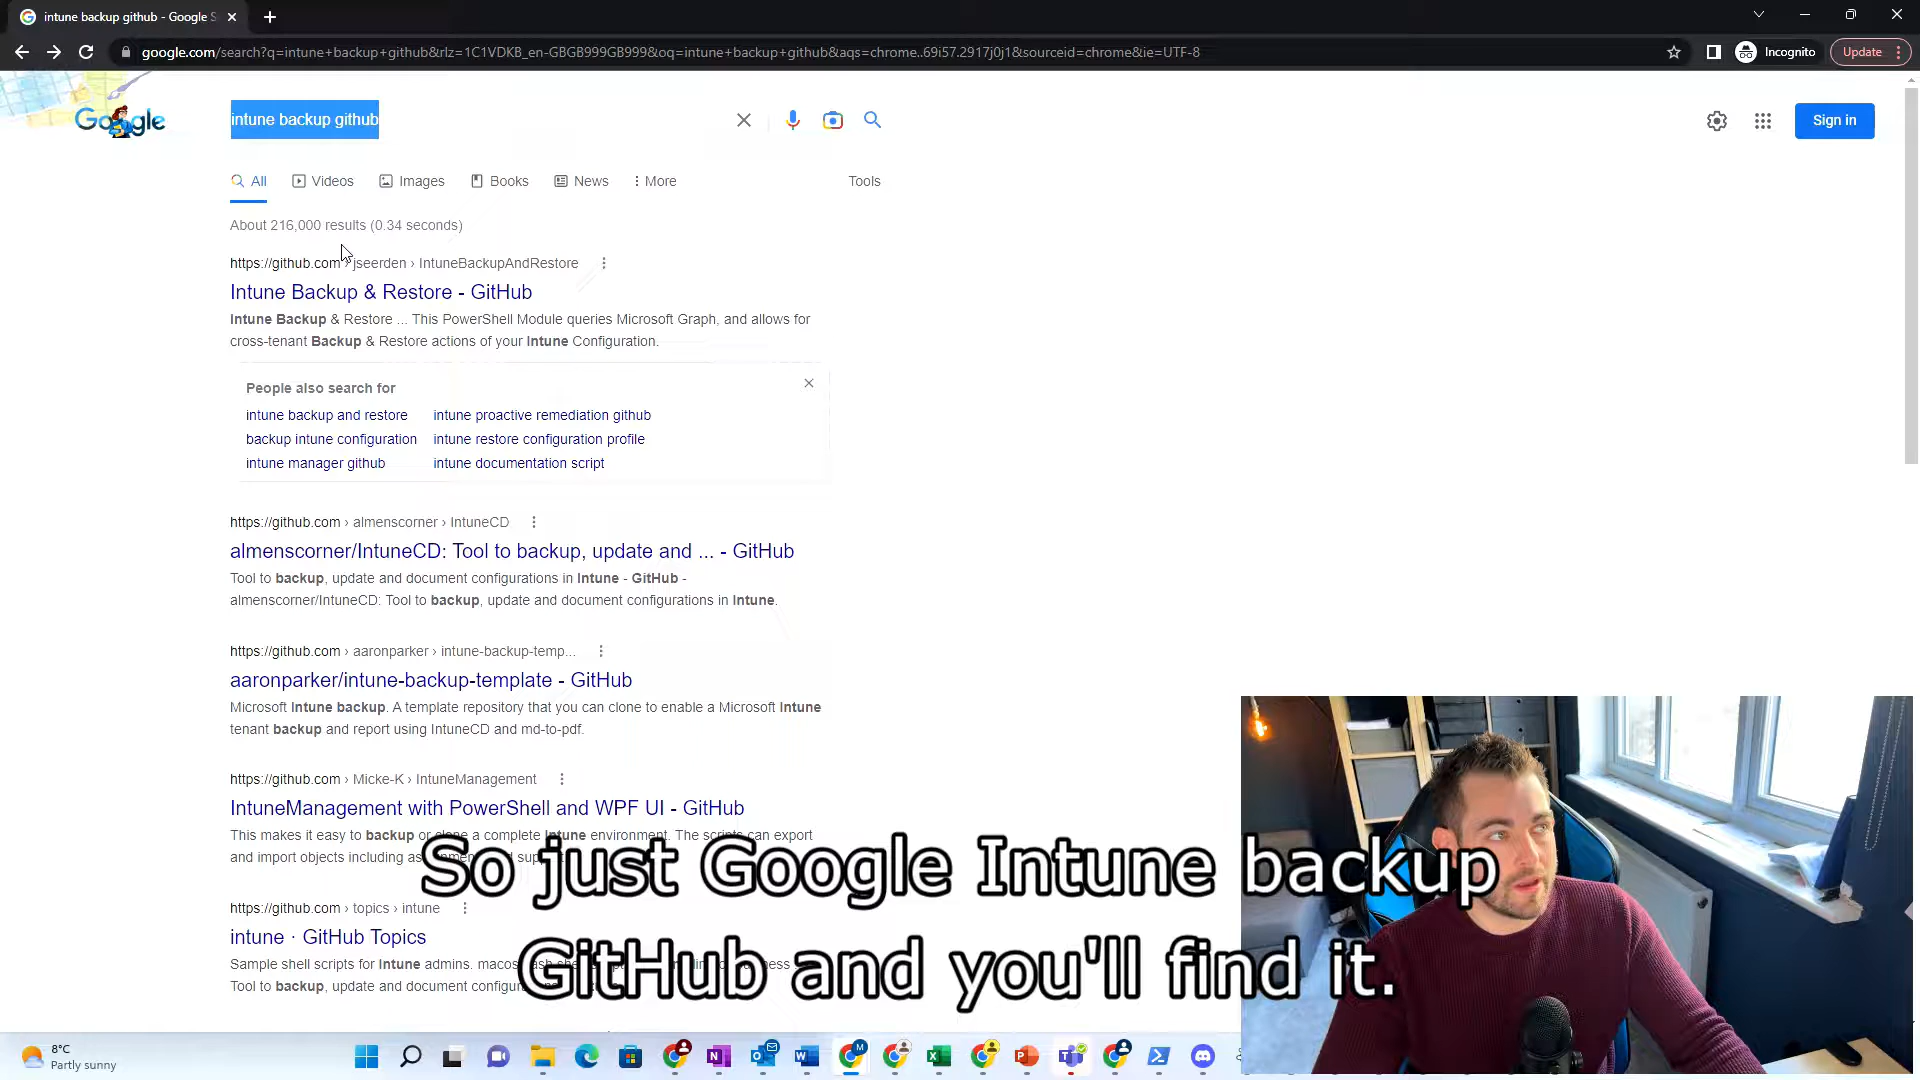 intune backup github - Google S
google.com/search?q=intune+backup+github&rlz=1C1VDKB_en-GBGB999GB999&oq=intune+backup+github&aqs=chrome..69i57.2917j0j1&sourceid=chrome&ie=UTF-8
Incognito
Update
Google
intune backup github
Sign in
All
Videos
Images
Books
News
More
Tools
About 216,000 results (0.34 seconds)
https://github.com › jseerden › IntuneBackupAndRestore
Intune Backup & Restore - GitHub
Intune Backup & Restore ... This PowerShell Module queries Microsoft Graph, and allows for
cross-tenant Backup & Restore actions of your Intune Configuration.
People also search for
intune backup and restore
intune proactive remediation github
backup intune configuration
intune restore configuration profile
intune manager github
intune documentation script
https://github.com › almenscorner › IntuneCD
almenscorner/IntuneCD: Tool to backup, update and ... - GitHub
Tool to backup, update and document configurations in Intune - GitHub -
almenscorner/IntuneCD: Tool to backup, update and document configurations in Intune.
https://github.com › aaronparker › intune-backup-temp...
aaronparker/intune-backup-template - GitHub
Microsoft Intune backup. A template repository that you can clone to enable a Microsoft Intune
tenant backup and report using IntuneCD and md-to-pdf.
https://github.com › Micke-K › IntuneManagement
IntuneManagement with PowerShell and WPF UI - GitHub
This makes it easy to backup or clone a complete Intune environment. The scripts can export
and import objects including
So just Google Intune backup
GitHub and you'll find it.
https://github.com › topics › intune
intune · GitHub Topics
Sample shell scripts for Intune admins.
Tool to backup, update and document
8°C
Partly sunny